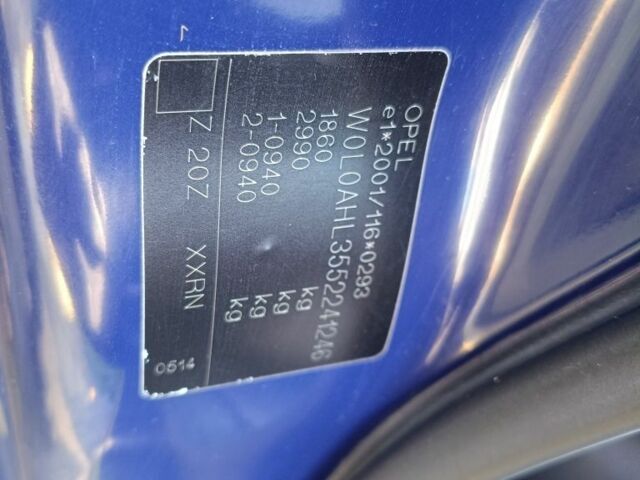 OPEL
e1*2001/116*0293
W0L0AHL3552241246
1860 kg
2990 kg
1-0940 kg
2-0940 kg
Z 20Z XXRN
0514